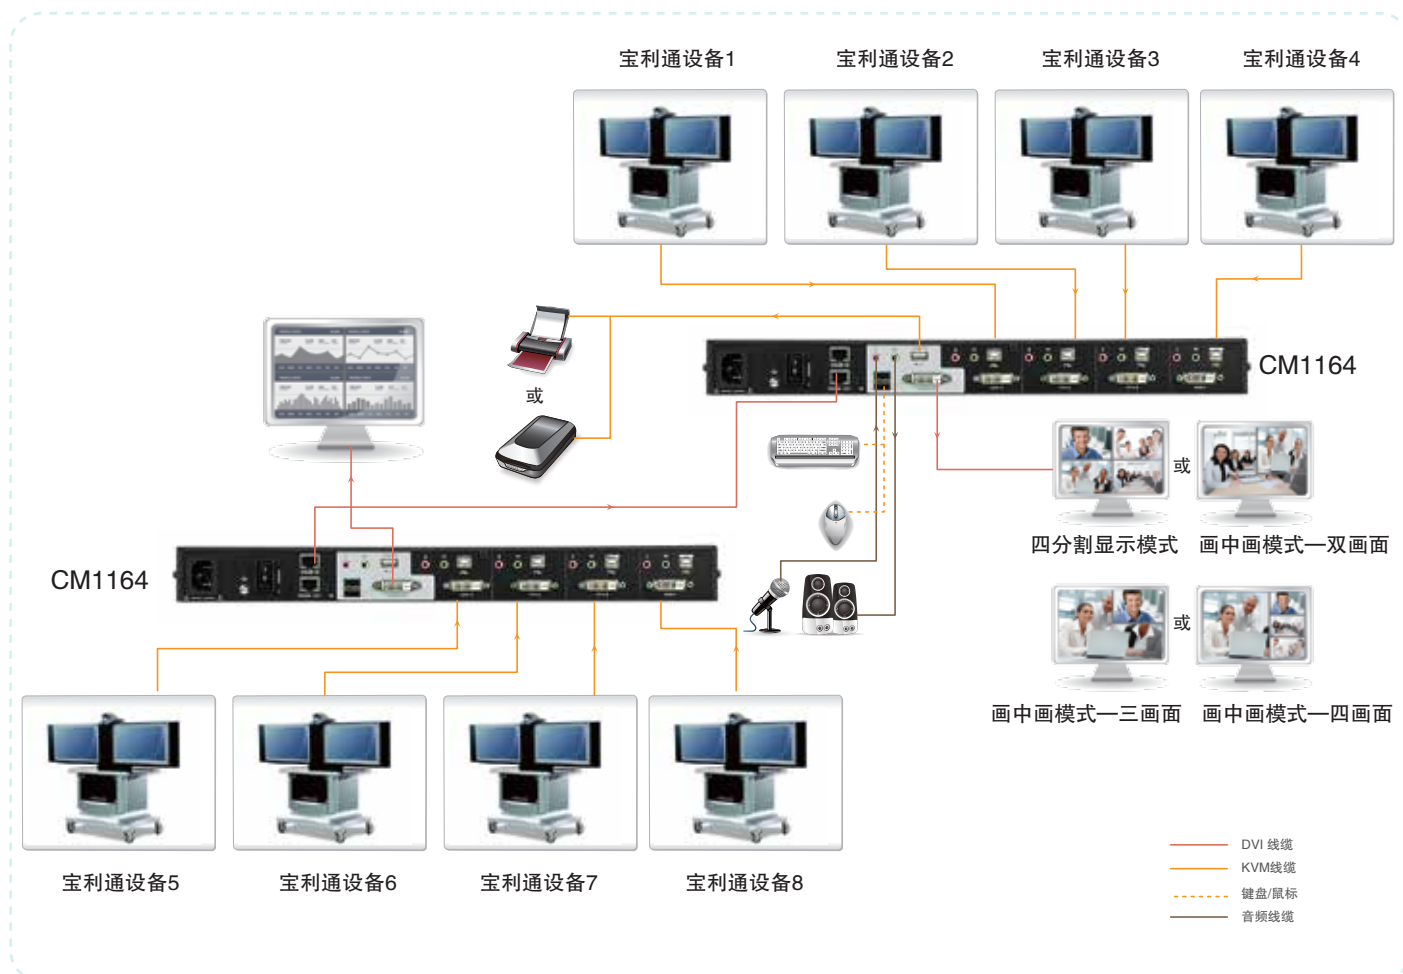 宝利通设备1
宝利通设备2
宝利通设备3
宝利通设备4
CM1164
或
或
四分割显示模式
画中画模式—双画面
CM1164
或
画中画模式—三画面
画中画模式—四画面
宝利通设备5
宝利通设备6
宝利通设备7
宝利通设备8
DVI 线缆
KVM线缆
键盘/鼠标
音频线缆